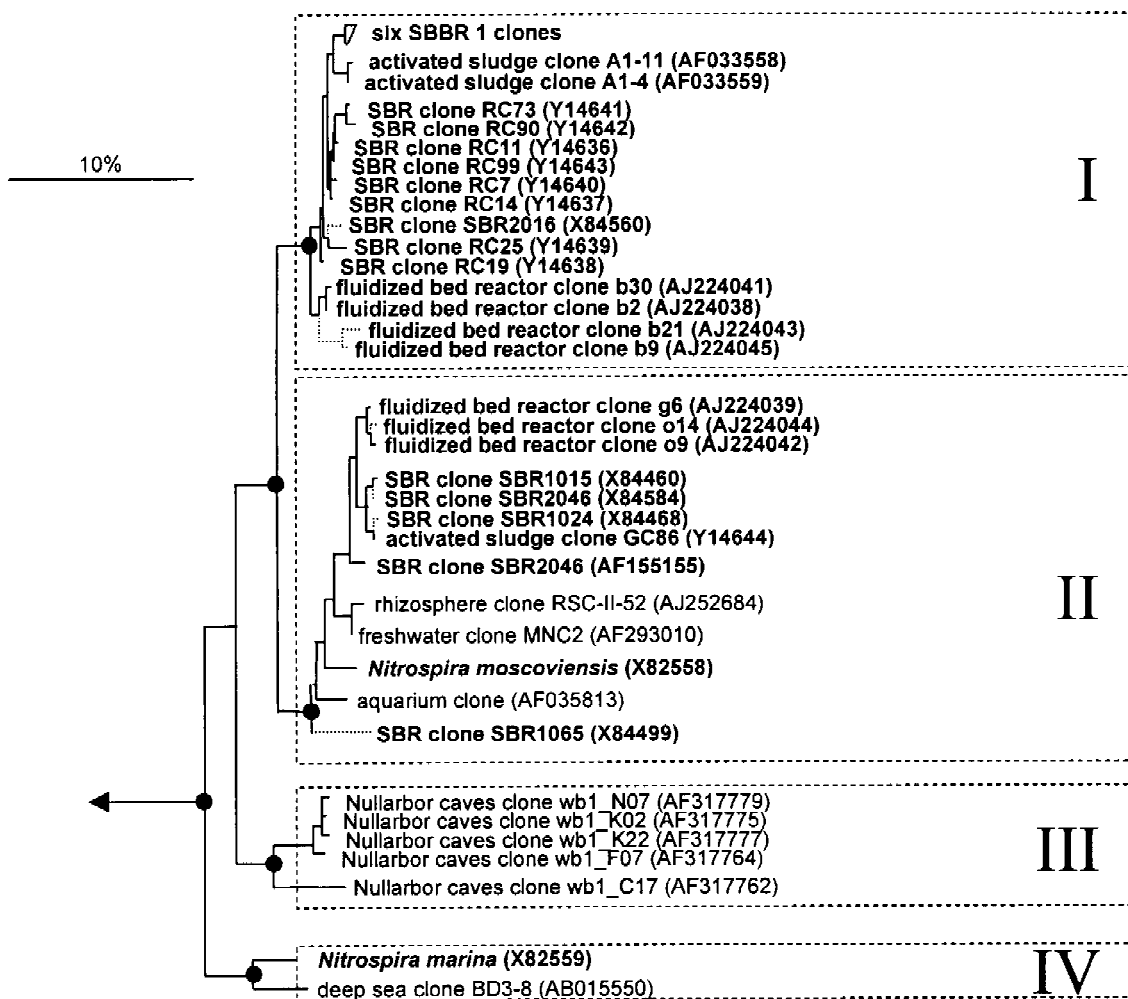 six SBBR 1 clones
activated sludge clone A1-11 (AF033558)
activated sludge clone A1-4 (AF033559)
SBR clone RC73 (Y14641)
SBR clone RC90 (Y14642)
10%
SBR clone RC11 (Y14636)
SBR clone RC99 (Y14643)
I
SBR clone RC7 (Y14640)
SBR clone RC14 (Y14637)
SBR clone SBR2016 (X84560)
SBR clone RC25 (Y14639)
SBR clone RC19 (Y14638)
fluidized bed reactor clone b30 (AJ224041)
fluidized bed reactor clone b2 (AJ224038)
fluidized bed reactor clone b21 (AJ224043)
fluidized bed reactor clone b9 (AJ224045)
fluidized bed reactor clone g6 (AJ224039)
fluidized bed reactor clone o14 (AJ224044)
fluidized bed reactor clone o9 (AJ224042)
SBR clone SBR1015 (X84460)
SBR clone SBR2046 (X84584)
SBR clone SBR1024 (X84468)
activated sludge clone GC86 (Y14644)
SBR clone SBR2046 (AF155155)
II
rhizosphere clone RSC-II-52 (AJ252684)
freshwater clone MNC2 (AF293010)
Nitrospira moscoviensis (X82558)
aquarium clone (AF035813)
SBR clone SBR1065 (X84499)
Nullarbor caves clone wb1_N07 (AF317779)
Nullarbor caves clone wb1_K02 (AF317775)
Nullarbor caves clone wb1_K22 (AF317777)
III
Nullarbor caves clone wb1_F07 (AF317764)
Nullarbor caves clone wb1_C17 (AF317762)
Nitrospira marina (X82559)
IV
deep sea clone BD3-8 (AB015550)